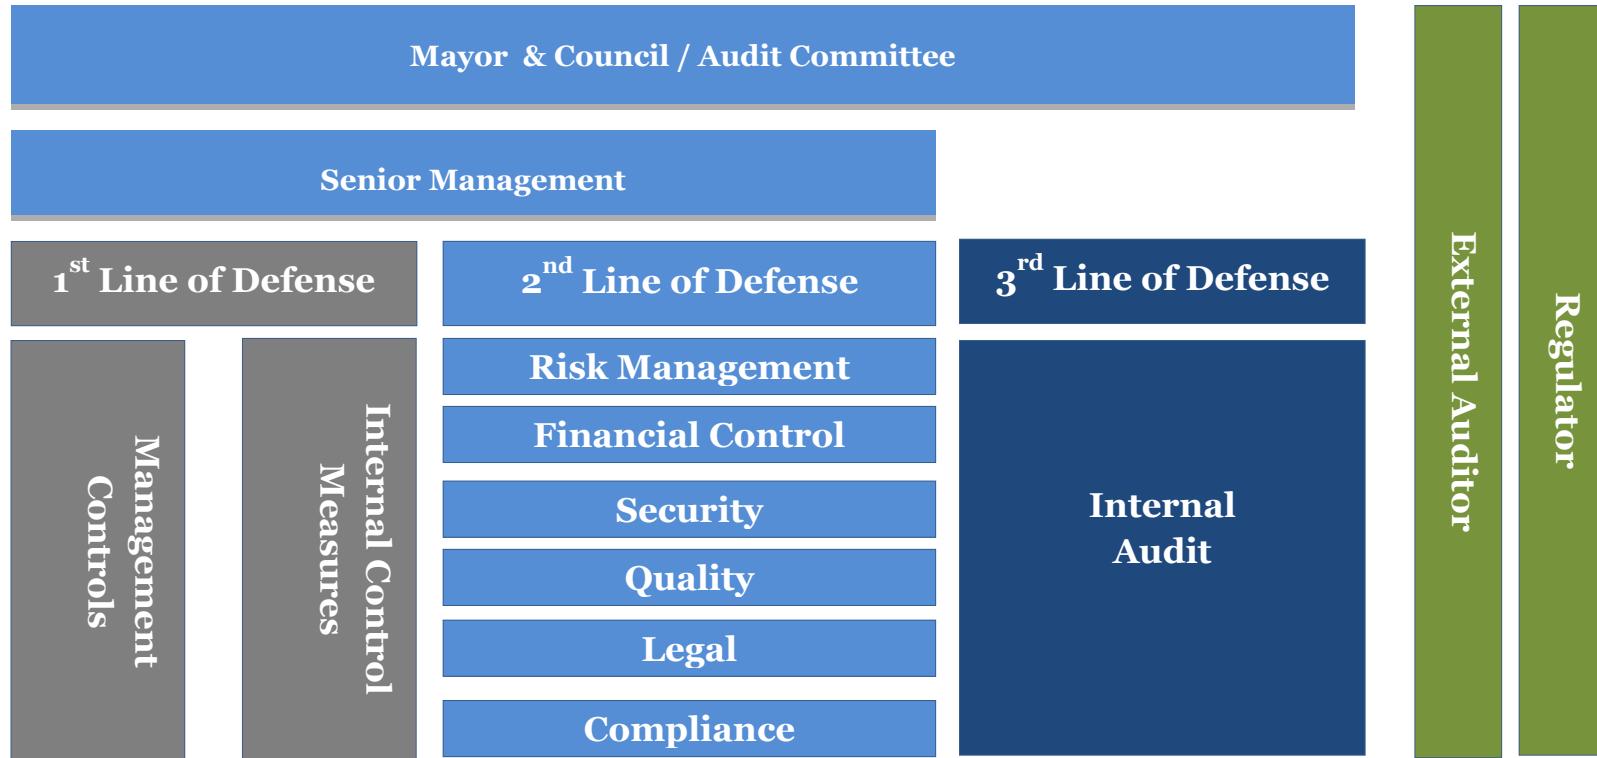 Mayor & Council / Audit Committee
Senior Management
1st Line of Defense
2nd Line of Defense
3rd Line of Defense
Management
Controls
Internal Control
Measures
Risk Management
Financial Control
Security
Quality
Legal
Compliance
Internal
Audit
External Auditor
Regulator